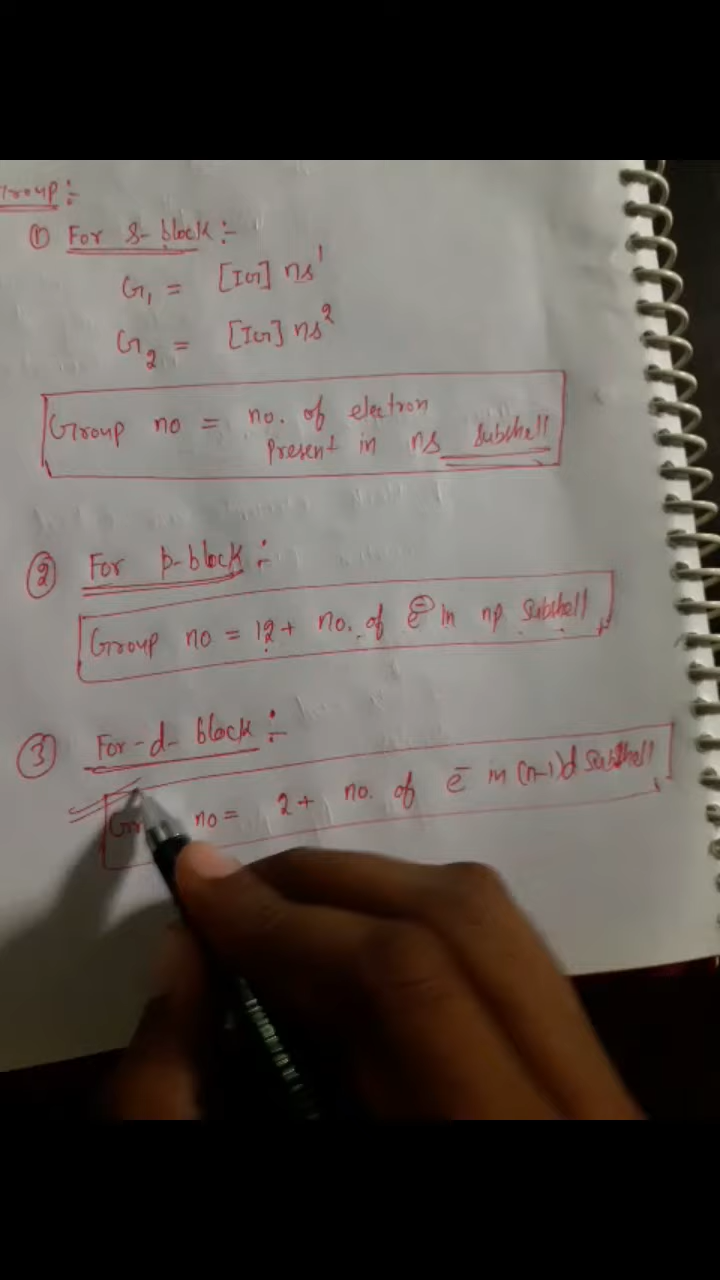 Group :-
① For s-block :-
G₁ = [IG] ns¹
G₂ = [IG] ns²
Group no = no. of electron
present in ns subshell
② For p-block :-
Group no = 12 + no. of e⁻ in np subshell
③ For-d- block :-
no = 2 + no. of e⁻ in (n-1)d subshell